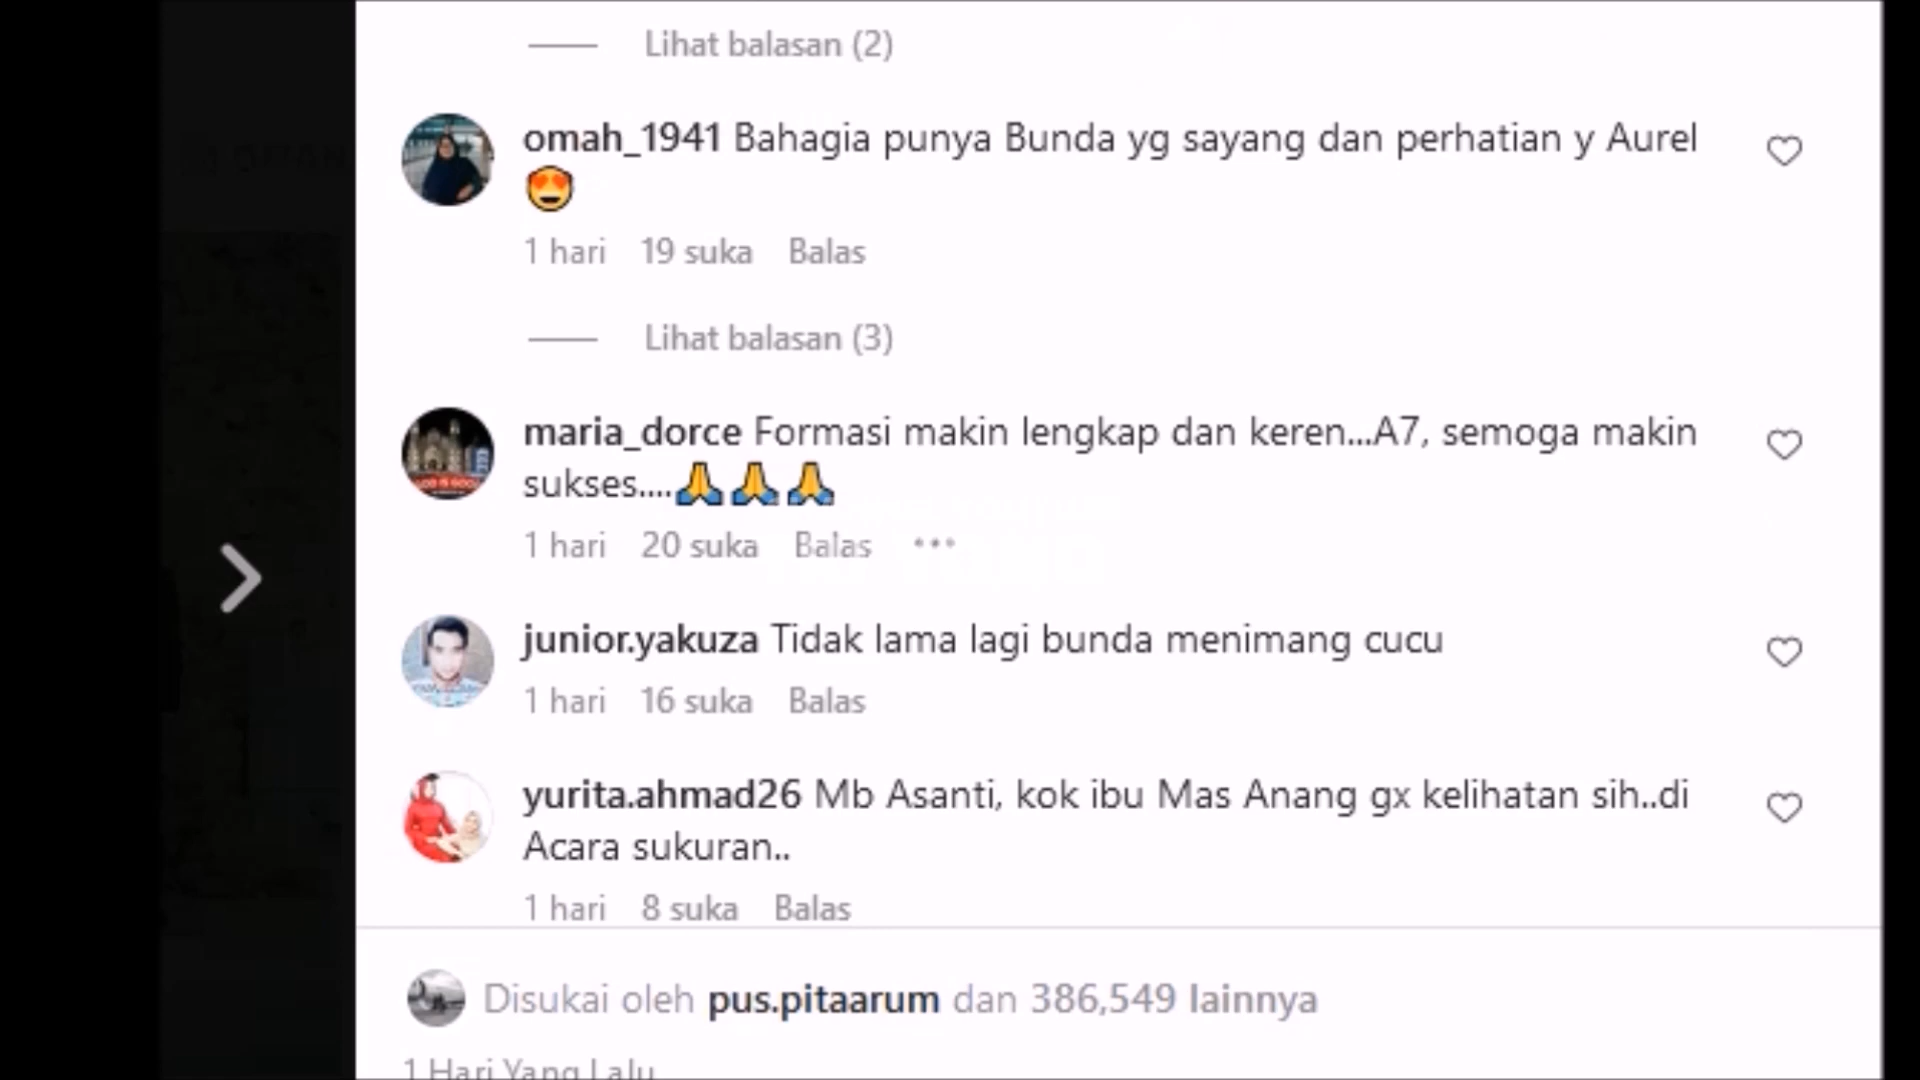 Lihat balasan (2)
omah_1941 Bahagia punya Bunda yg sayang dan perhatian y Aurel
😍
1 hari 19 suka Balas
Lihat balasan (3)
maria_dorce Formasi makin lengkap dan keren...A7, semoga makin
sukses....🙏🙏🙏
1 hari 20 suka Balas •••
junior.yakuza Tidak lama lagi bunda menimang cucu
1 hari 16 suka Balas
yurita.ahmad26 Mb Asanti, kok ibu Mas Anang gx kelihatan sih..di
Acara sukuran..
1 hari 8 suka Balas
Disukai oleh pus.pitaarum dan 386,549 lainnya
1 Hari Yang Lalu